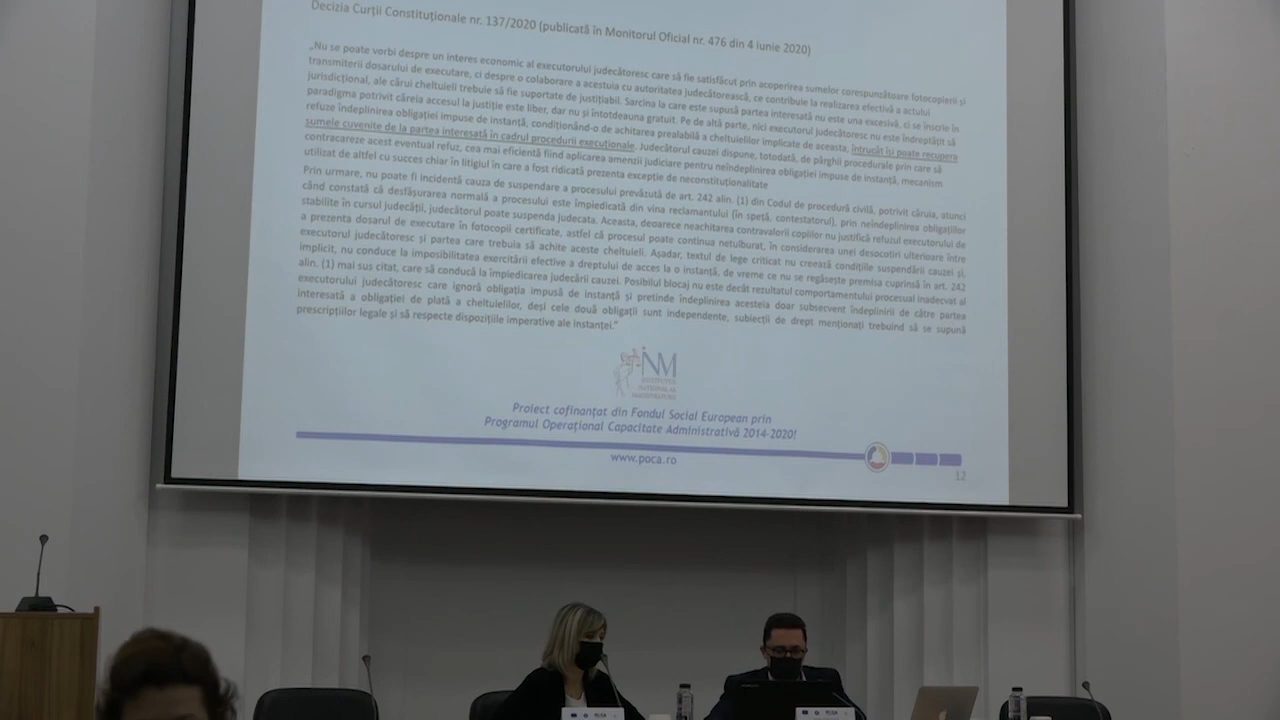 Decizia Curții Constituționale nr. 137/2020 (publicată în Monitorul Oficial nr. 476 din 4 iunie 2020)
„Nu se poate vorbi despre un interes economic al executorului judecătoresc care să fie satisfăcut prin acoperirea sumelor corespunzătoare fotocopierii și
transmiterii dosarului de executare, ci despre o colaborare a acestuia cu autoritatea judecătorească, ce contribuie la realizarea efectivă a actului
jurisdicțional, ale cărui cheltuieli trebuie să fie suportate de justițiabil. Sarcina la care este supusă partea interesată nu este una excesivă, ci se înscrie în
paradigma potrivit căreia accesul la justiție este liber, dar nu și întotdeauna gratuit. Pe de altă parte, nici executorul judecătoresc nu este îndreptățit să
refuze îndeplinirea obligației impuse de instanță, condiționând-o de achitarea prealabilă a cheltuielilor implicate de aceasta, întrucât își poate recupera
sumele cuvenite de la partea interesată în cadrul procedurii execuționale. Judecătorul cauzei dispune, totodată, de pârghii procedurale prin care să
contracareze acest eventual refuz, cea mai eficientă fiind aplicarea amenzii judiciare pentru neîndeplinirea obligației impuse de instanță, mecanism
utilizat de altfel cu succes chiar în litigiul în care a fost ridicată prezenta excepție de neconstituționalitate
Prin urmare, nu poate fi incidentă cauza de suspendare a procesului prevăzută de art. 242 alin. (1) din Codul de procedură civilă, potrivit căruia, atunci
când constată că desfășurarea normală a procesului este împiedicată din vina reclamantului (în speță, contestatorul), prin neîndeplinirea obligațiilor
stabilite în cursul judecății, judecătorul poate suspenda judecata. Aceasta, deoarece neachitarea contravalorii copiilor nu justifică refuzul executorului de
a prezenta dosarul de executare în fotocopii certificate, astfel că procesul poate continua netulburat, în considerarea unei desocotiri ulterioare între
executorul judecătoresc și partea care trebuia să achite aceste cheltuieli. Așadar, textul de lege criticat nu creează condițiile suspendării cauzei și,
implicit, nu conduce la imposibilitatea exercitării efective a dreptului de acces la o instanță, de vreme ce nu se regăsește premisa cuprinsă în art. 242
alin. (1) mai sus citat, care să conducă la împiedicarea judecării cauzei. Posibilul blocaj nu este decât rezultatul comportamentului procesual inadecvat al
executorului judecătoresc care ignoră obligația impusă de instanță și pretinde îndeplinirea acesteia doar subsecvent îndeplinirii de către partea
interesată a obligației de plată a cheltuielilor, deși cele două obligații sunt independente, subiecții de drept menționați trebuind să se supună
prescripțiilor legale și să respecte dispozițiile imperative ale instanței.”
INM
INSTITUTUL
NAȚIONAL AL
MAGISTRATURII
Proiect cofinanțat din Fondul Social European prin
Programul Operațional Capacitate Administrativă 2014-2020!
www.poca.ro
12